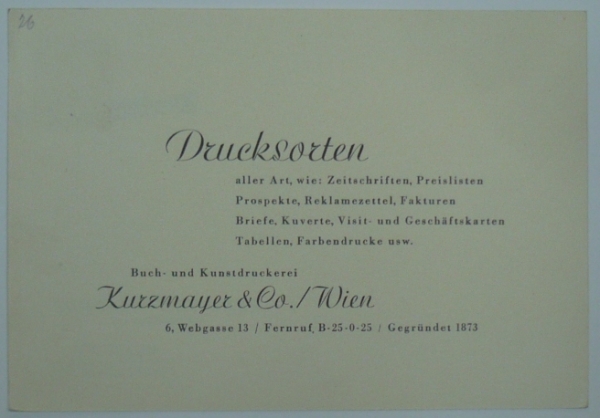 26
Drucksorten
aller Art, wie: Zeitschriften, Preislisten
Prospekte, Reklamezettel, Fakturen
Briefe, Kuverte, Visit- und Geschäftskarten
Tabellen, Farbendrucke usw.
Buch- und Kunstdruckerei
Kurzmayer & Co. / Wien
6, Webgasse 13 / Fernruf, B-25-0-25 / Gegründet 1873